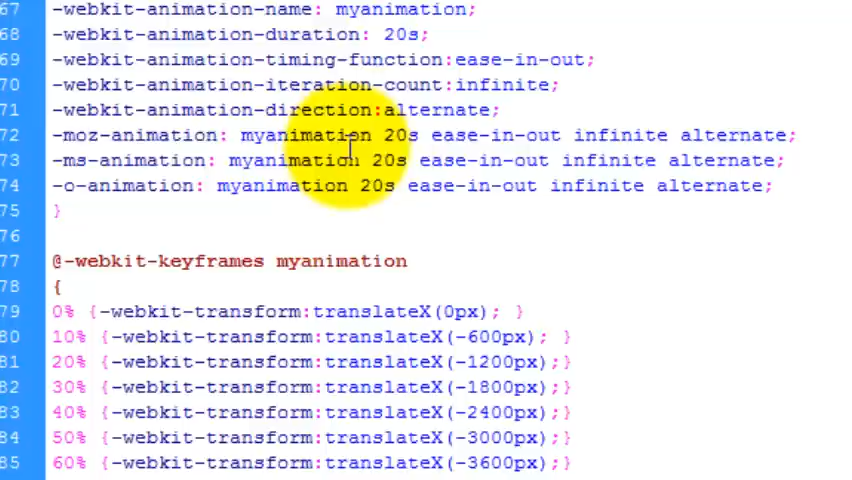 67 -webkit-animation-name: myanimation;
68 -webkit-animation-duration: 20s;
69 -webkit-animation-timing-function:ease-in-out;
70 -webkit-animation-iteration-count:infinite;
71 -webkit-animation-direction:alternate;
72 -moz-animation: myanimation 20s ease-in-out infinite alternate;
73 -ms-animation: myanimation 20s ease-in-out infinite alternate;
74 -o-animation: myanimation 20s ease-in-out infinite alternate;
75 }
76
77 @-webkit-keyframes myanimation
78 {
79 0% {-webkit-transform:translateX(0px); }
80 10% {-webkit-transform:translateX(-600px); }
81 20% {-webkit-transform:translateX(-1200px);}
82 30% {-webkit-transform:translateX(-1800px);}
83 40% {-webkit-transform:translateX(-2400px);}
84 50% {-webkit-transform:translateX(-3000px);}
85 60% {-webkit-transform:translateX(-3600px);}